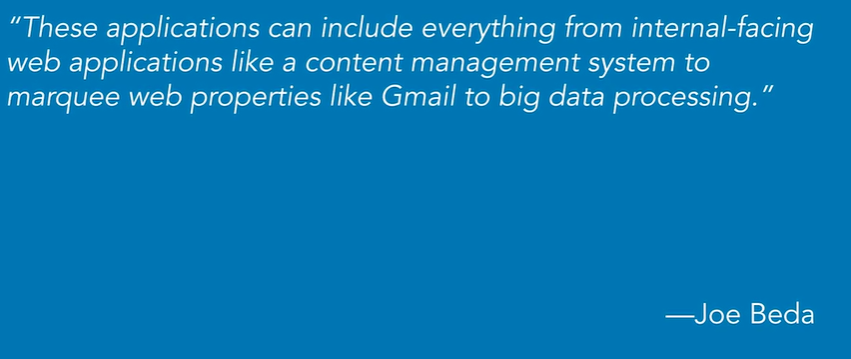 “These applications can include everything from internal-facing
web applications like a content management system to
marquee web properties like Gmail to big data processing.”
—Joe Beda